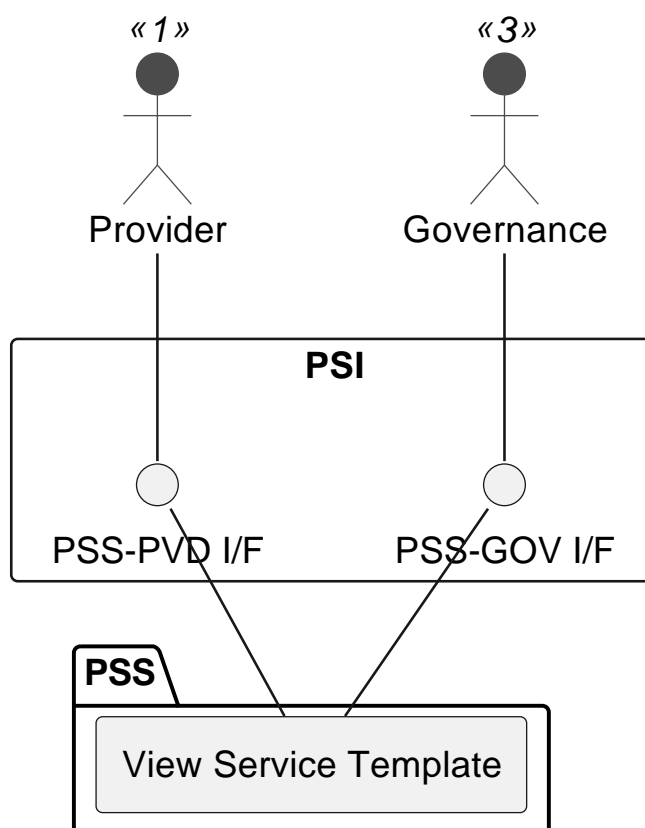 «1» «3»
Provider Governance
PSI
PSS-PVD I/F PSS-GOV I/F
PSS
View Service Template